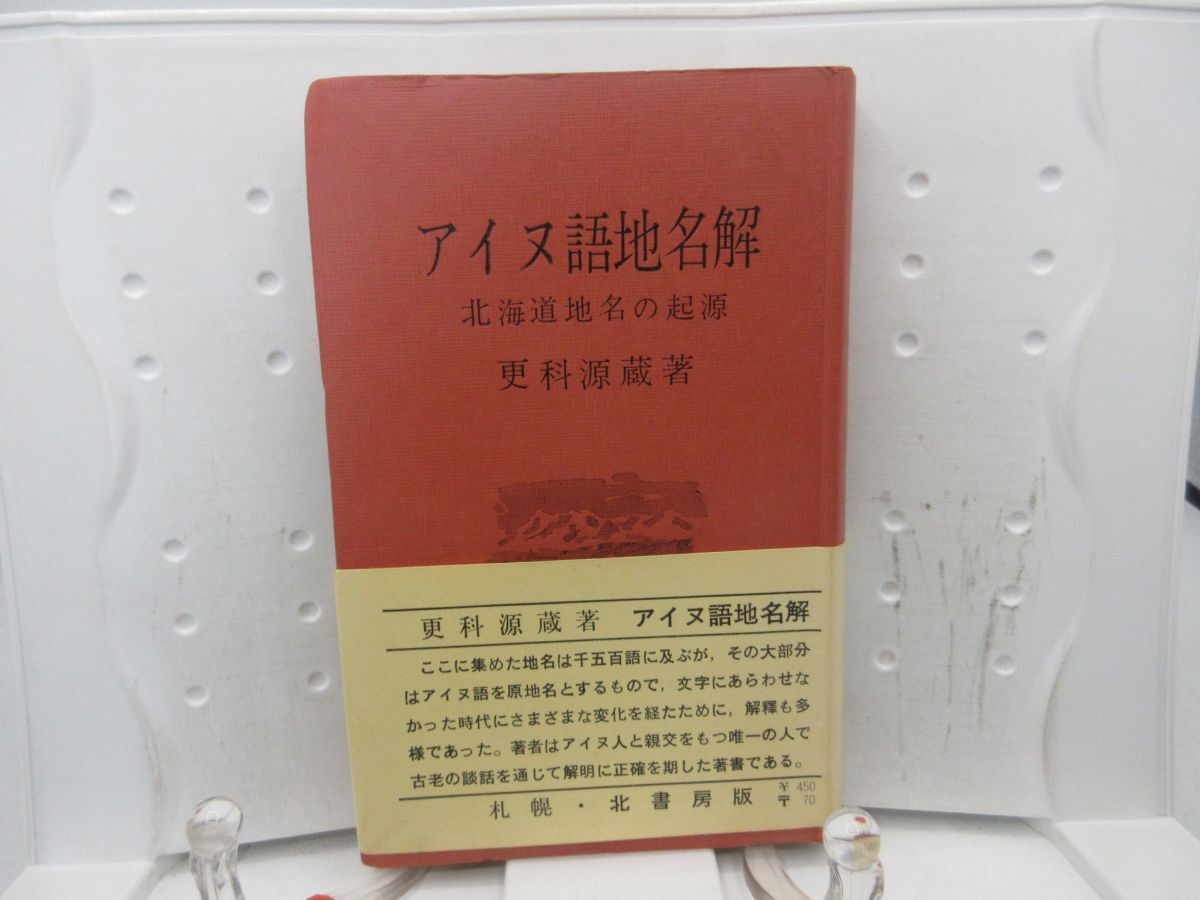 アイヌ語地名解
北海道地名の起源
更科源蔵著
更科源蔵著 アイヌ語地名解
ここに集めた地名は千五百語に及ぶが，その大部分
はアイヌ語を原地名とするもので，文字にあらわせな
かった時代にさまざまな変化を経たために，解釋も多
様であった。著者はアイヌ人と親交をもつ唯一の人で
古老の談話を通じて解明に正確を期した著書である。
札幌・北書房版 ¥ 450
〒 70